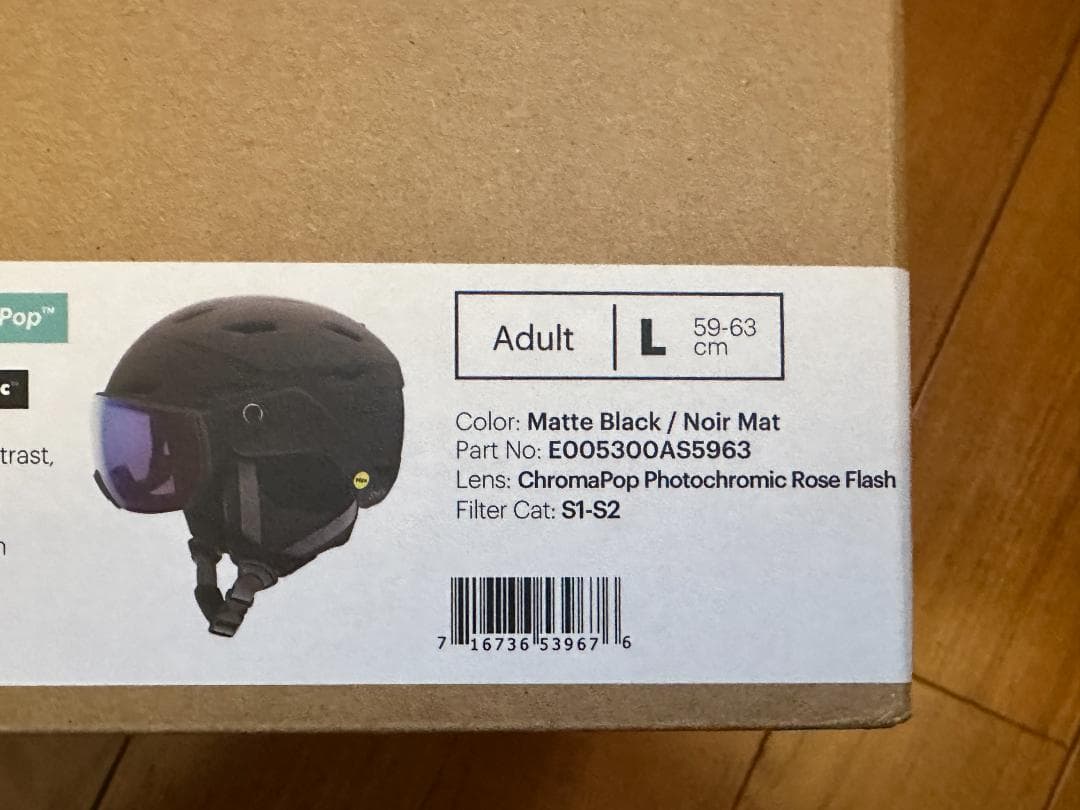 Pop™
c™
trast,
n
Adult
L
59-63
cm
Color: Matte Black / Noir Mat
Part No: E005300AS5963
Lens: ChromaPop Photochromic Rose Flash
Filter Cat: S1-S2
7 16736 53967 6